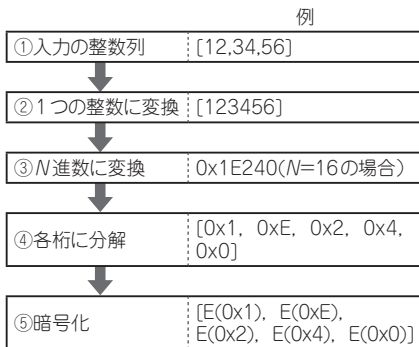 例
①入力の整数列 [12,34,56]
②1つの整数に変換 [123456]
③N進数に変換 0x1E240(N=16の場合)
④各桁に分解 [0x1, 0xE, 0x2, 0x4,
0x0]
⑤暗号化 [E(0x1), E(0xE),
E(0x2), E(0x4), E(0x0)]